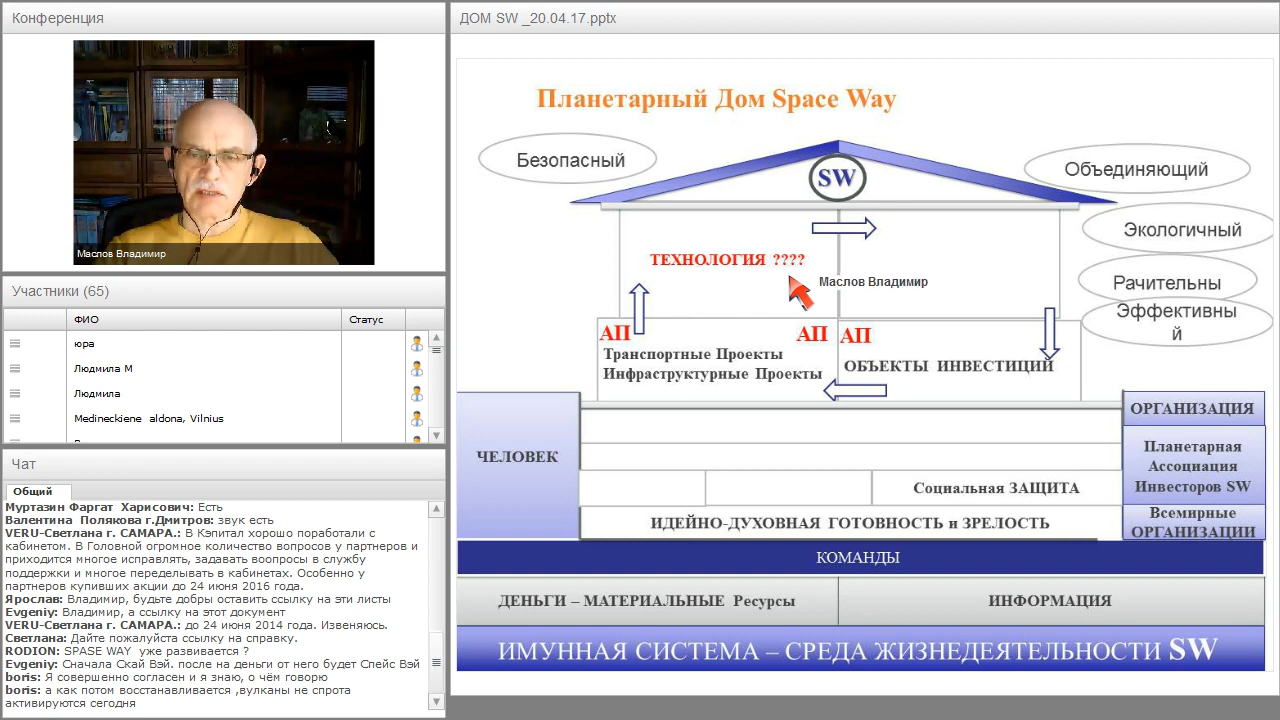 Конференция
Маслов Владимир
Участники (65)
ФИО
Статус
юра
Людмила М
Людмила
Medineckiene aldona, Vilnius
Чат
Общий
Муртазин Фаргат Харисович: Есть
Валентина Полякова г.Дмитров: звук есть
VERU-Светлана г. САМАРА.: В Кэпитал хорошо поработали с
кабинетом. В Головной огромное количество вопросов у партнеров и
приходится многое исправлять, задавать воопросы в службу
поддержки и многое переделывать в кабинетах. Особенно у
партнеров купивших акции до 24 июня 2016 года.
Ярослав: Владимир, будьте добры оставить ссылку на эти листы
Evgeniy: Владимир, а ссылку на этот документ
VERU-Светлана г. САМАРА.: до 24 июня 2014 года. Извеняюсь.
Светлана: Дайте пожалуйста ссылку на справку.
RODION: SPASE WAY уже развивается ?
Evgeniy: Спачала Скай Вэй. после на деньги от него будет Спейс Вэй
boris: Я совершенно согласен и я знаю, о чём говорю
boris: а как потом восстанавливается ,вулканы не спрота
активируются сегодня
ДОМ SW _20.04.17.pptx
Планетарный Дом Space Way
Безопасный
SW
Объединяющий
Экологичный
Рачительны
Эффективны
й
ТЕХНОЛОГИЯ ????
Маслов Владимир
АП
АП
АП
Транспортные Проекты
Инфраструктурные Проекты
ОБЪЕКТЫ ИНВЕСТИЦИЙ
ЧЕЛОВЕК
ОРГАНИЗАЦИЯ
Планетарная
Ассоциация
Инвесторов SW
Социальная ЗАЩИТА
ИДЕЙНО-ДУХОВНАЯ ГОТОВНОСТЬ и ЗРЕЛОСТЬ
Всемирные
ОРГАНИЗАЦИИ
КОМАНДЫ
ДЕНЬГИ – МАТЕРИАЛЬНЫЕ Ресурсы
ИНФОРМАЦИЯ
ИМУННАЯ СИСТЕМА – СРЕДА ЖИЗНЕДЕЯТЕЛЬНОСТИ SW